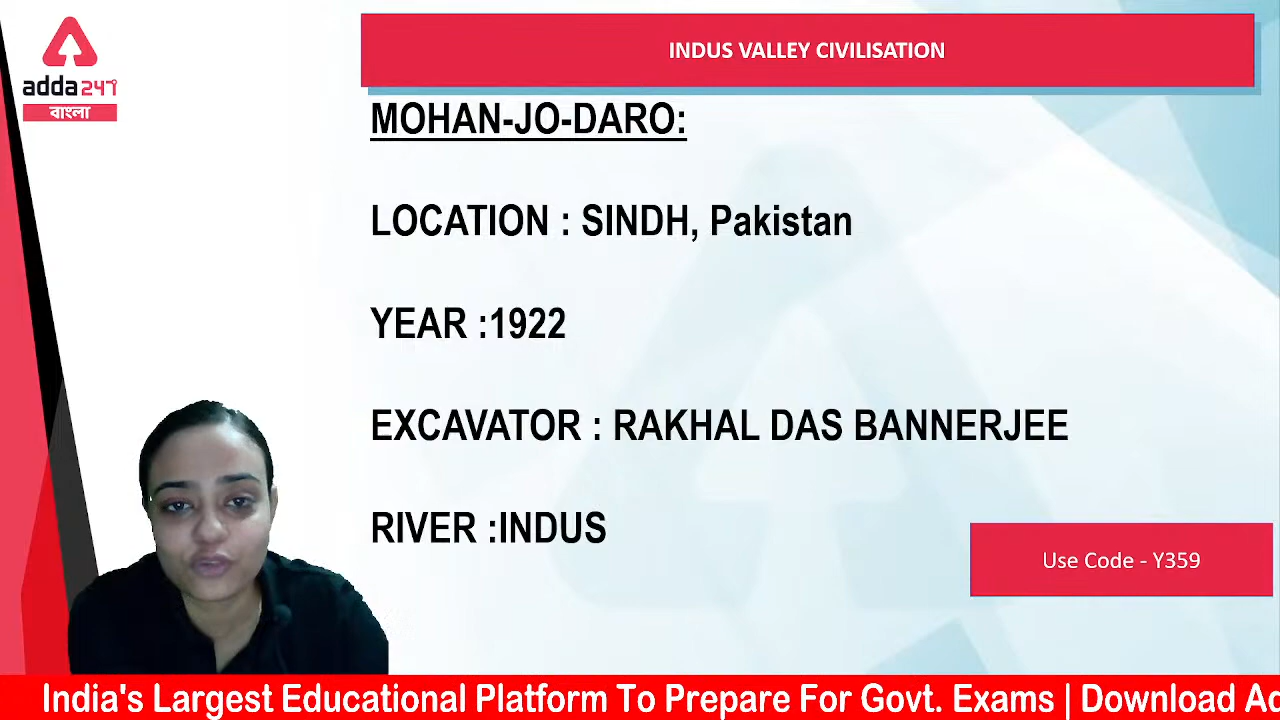 adda247
বাংলা
INDUS VALLEY CIVILISATION
MOHAN-JO-DARO:
LOCATION : SINDH, Pakistan
YEAR :1922
EXCAVATOR : RAKHAL DAS BANNERJEE
RIVER :INDUS
Use Code - Y359
India's Largest Educational Platform To Prepare For Govt. Exams | Download Ad